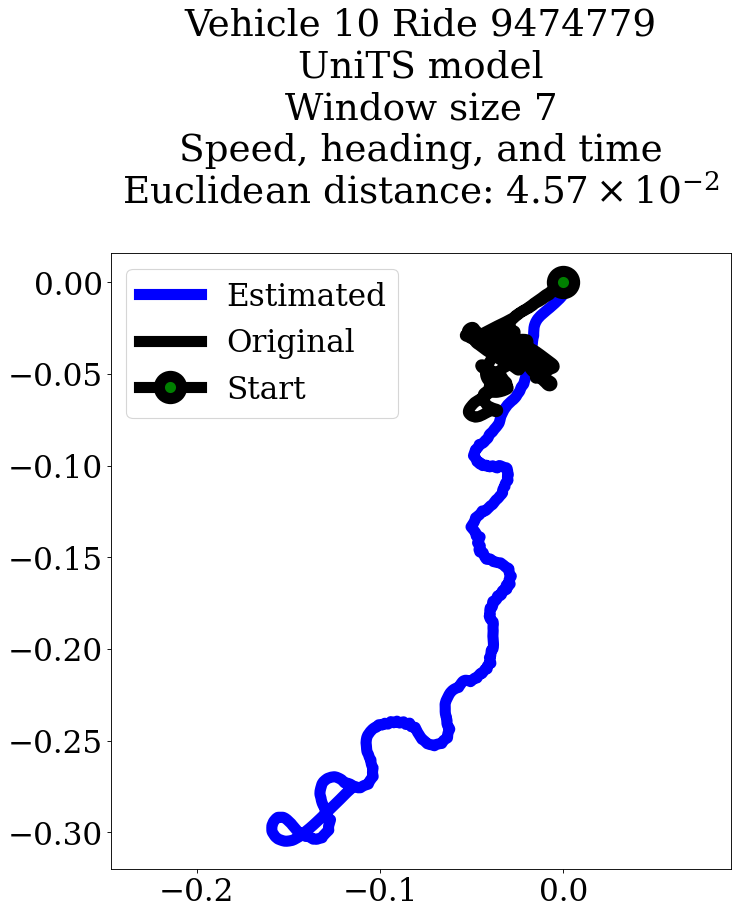 Vehicle 10 Ride 9474779
UniTS model
Window size 7
Speed, heading, and time
Euclidean distance: 4.57 × 10⁻²
0.00
Estimated
Original
Start
−0.05
−0.10
−0.15
−0.20
−0.25
−0.30
−0.2 −0.1 0.0